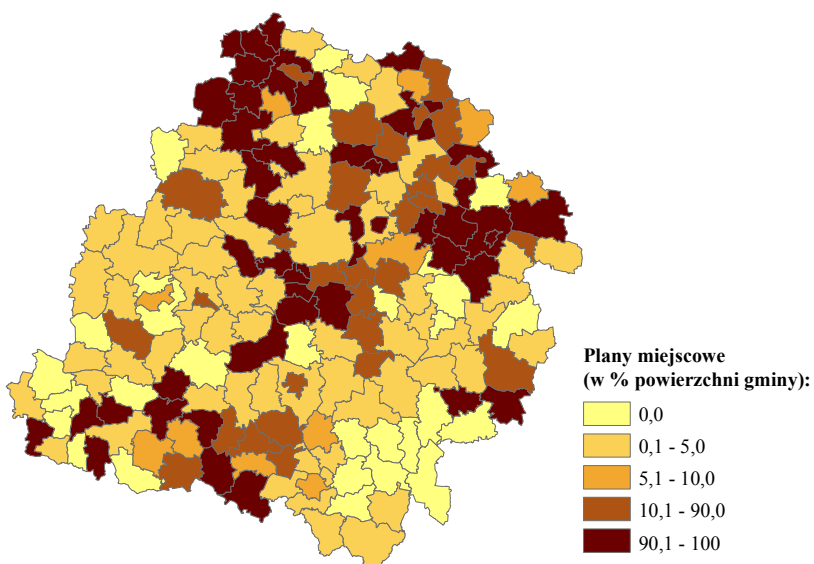 Plany miejscowe
(w % powierzchni gminy):
0,0
0,1 - 5,0
5,1 - 10,0
10,1 - 90,0
90,1 - 100